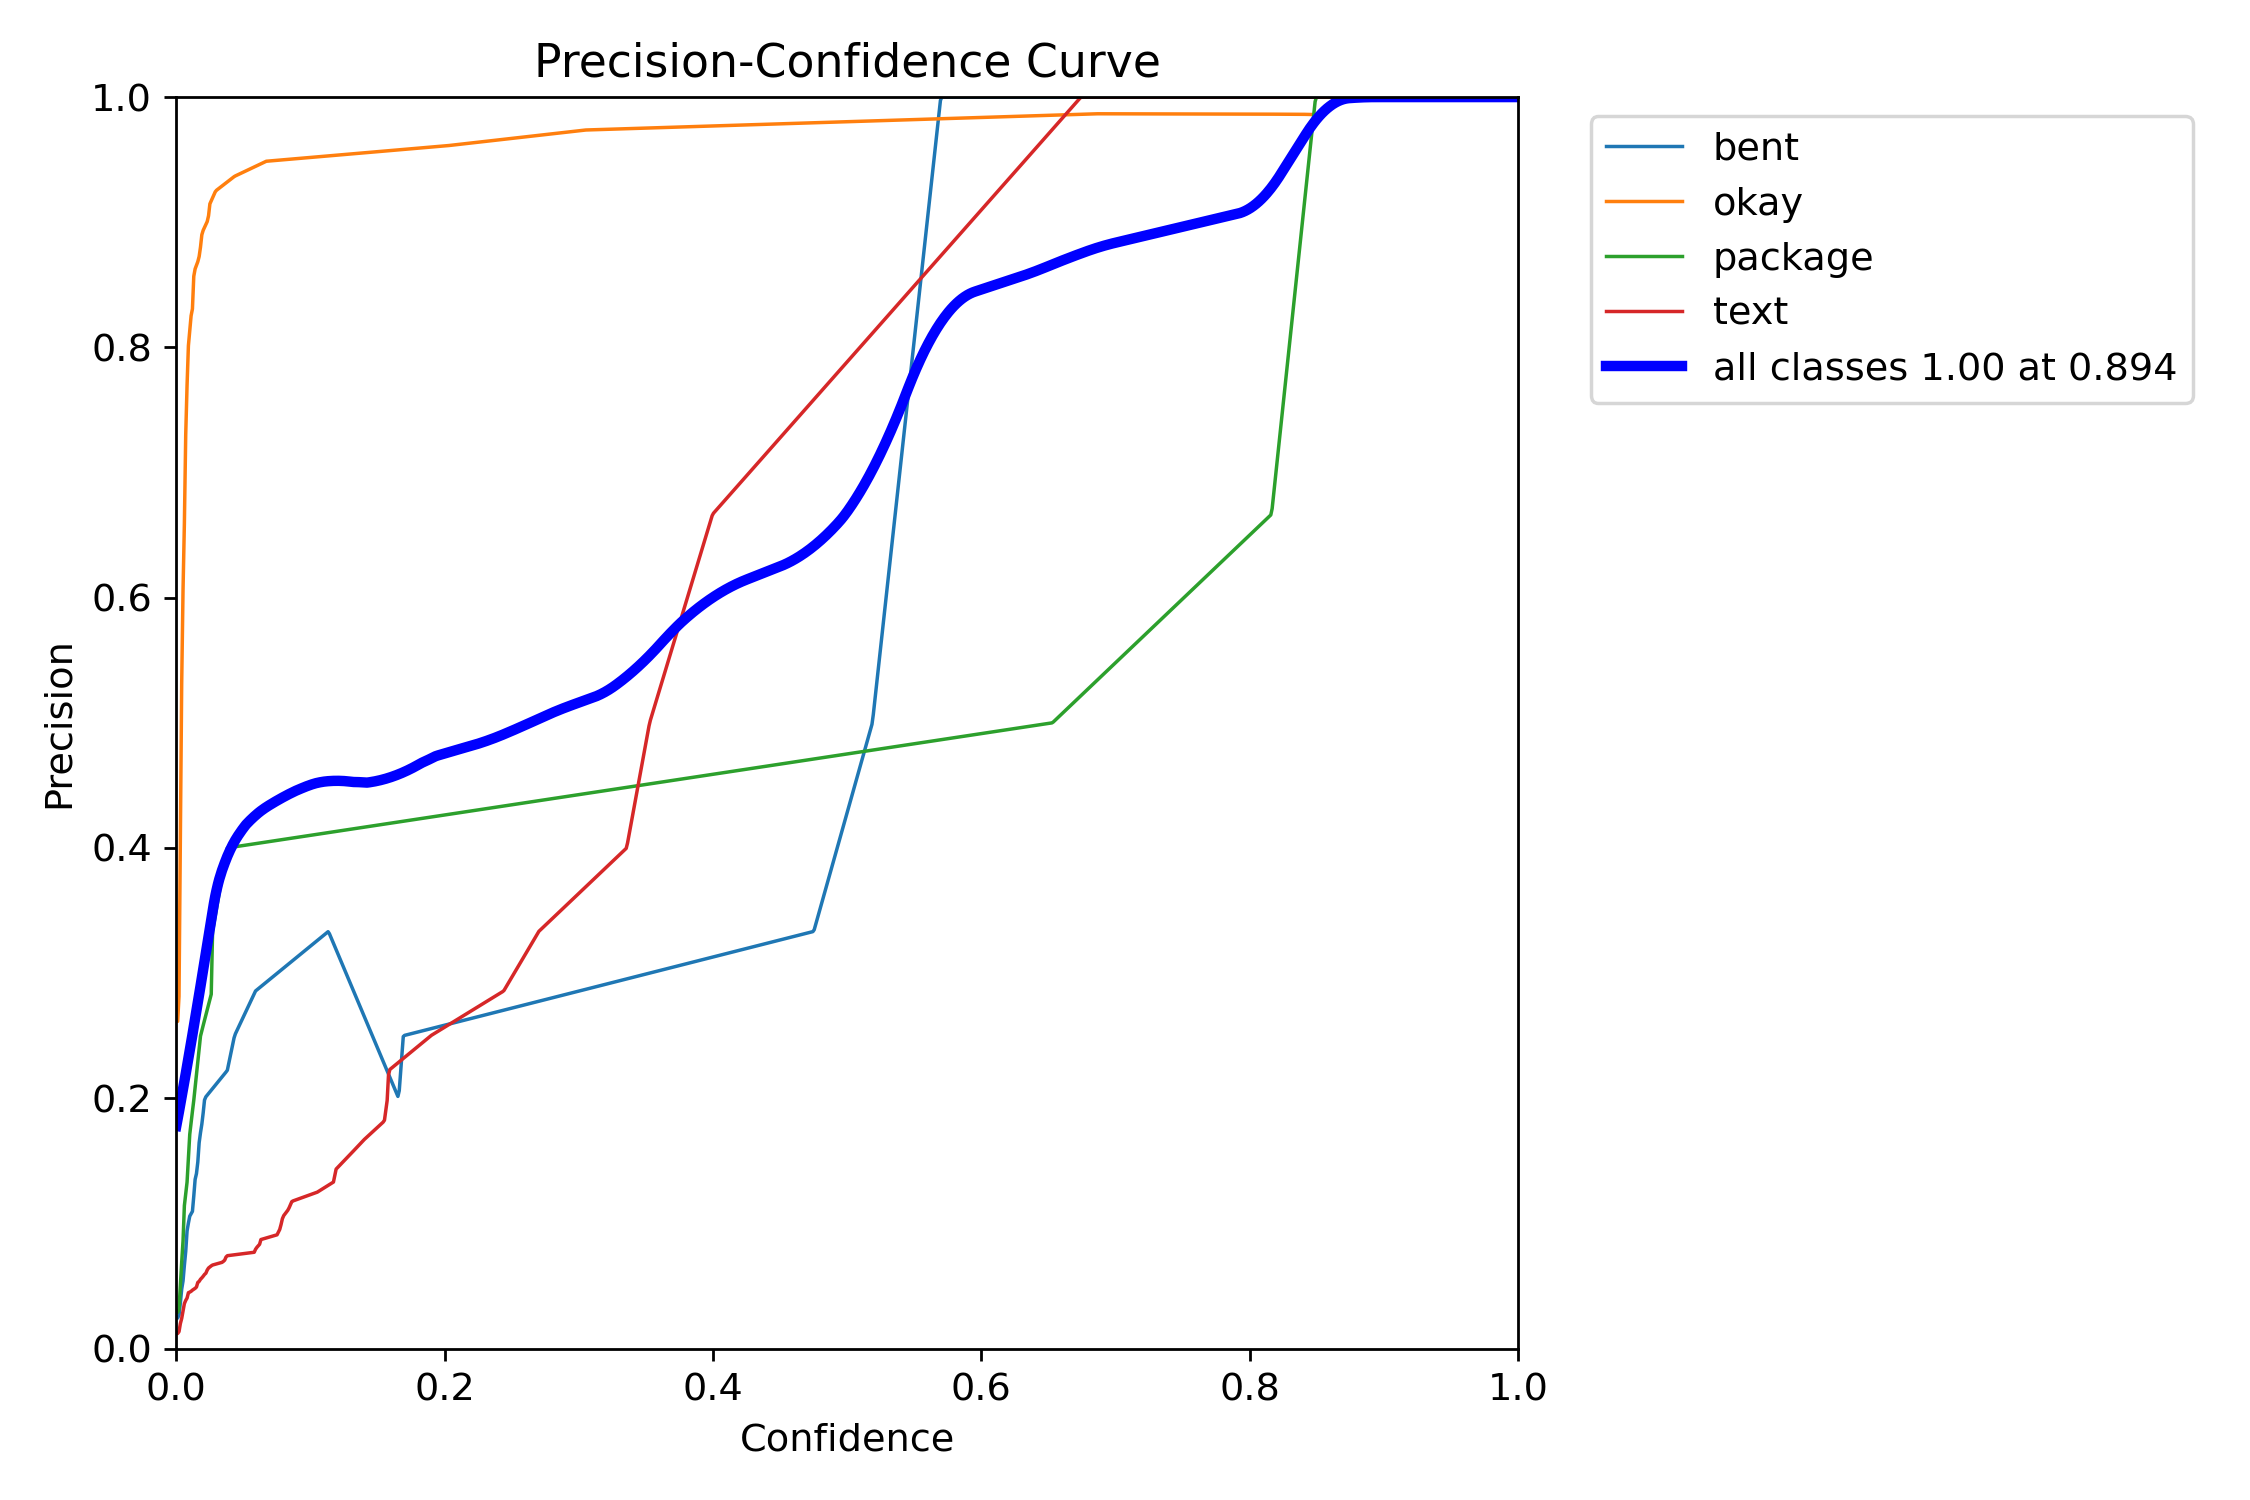 Precision-Confidence Curve
1.0
0.8
0.6
0.4
0.2
0.0
Precision
0.0 0.2 0.4 0.6 0.8 1.0
Confidence
bent
okay
package
text
all classes 1.00 at 0.894